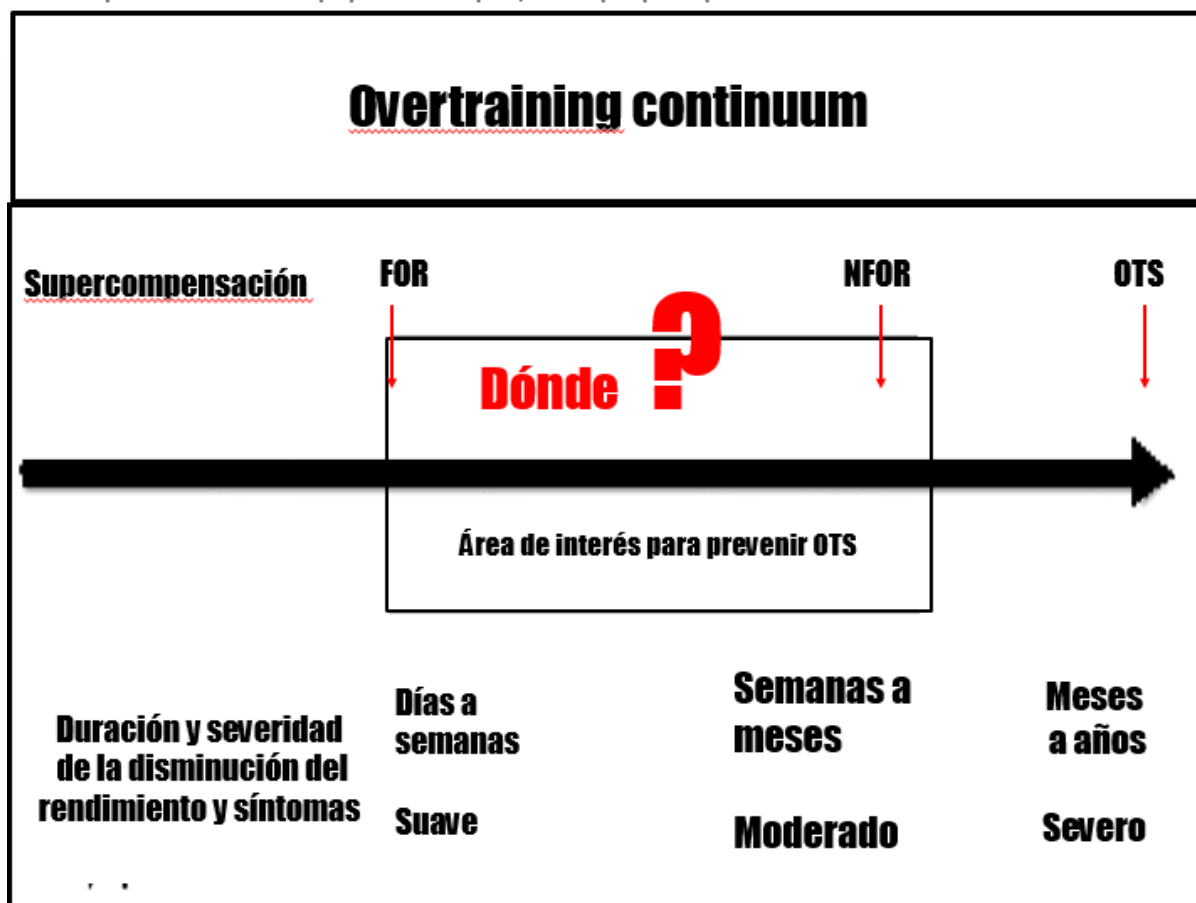 Overtraining continuum
Supercompensación
FOR
NFOR
OTS
Dónde ?
Área de interés para prevenir OTS
Duración y severidad
de la disminución del
rendimiento y síntomas
Días a
semanas
Suave
Semanas a
meses
Moderado
Meses
a años
Severo